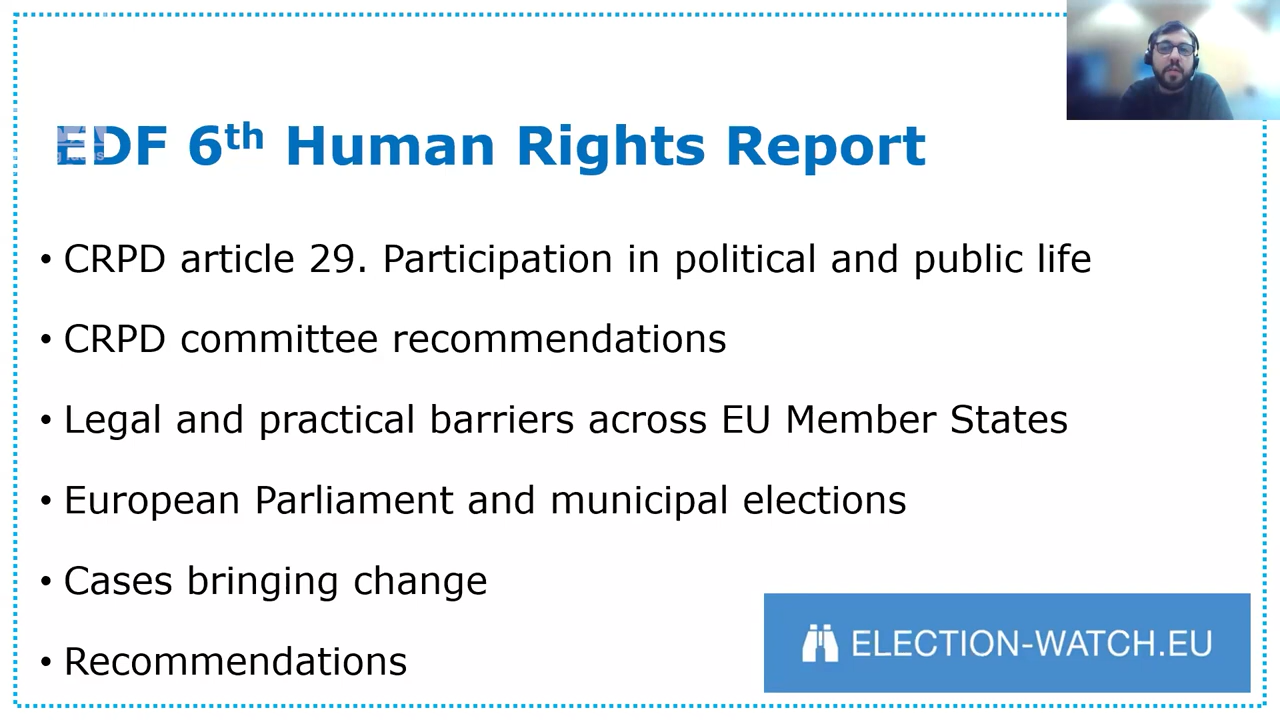 EDF 6th Human Rights Report
• CRPD article 29. Participation in political and public life
• CRPD committee recommendations
• Legal and practical barriers across EU Member States
• European Parliament and municipal elections
• Cases bringing change
• Recommendations
ELECTION-WATCH.EU